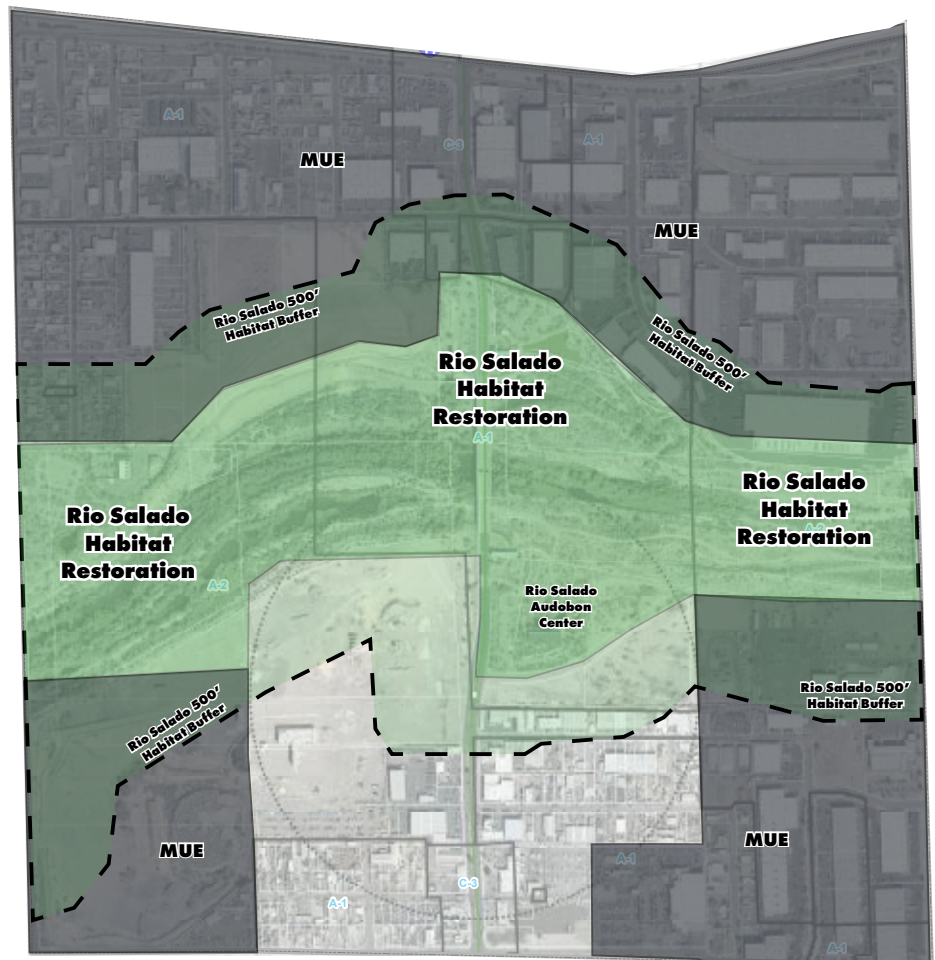 A-1
C-3
A-1
MUE
MUE
Rio Salado 500’
Habitat Buffer
Rio Salado 500’
Habitat Buffer
Rio Salado
Habitat
Restoration
A-1
Rio Salado
Habitat
Restoration
Rio Salado
Habitat
Restoration
A-2
A-2
Rio Salado
Audobon
Center
Rio Salado 500’
Habitat Buffer
Rio Salado 500’
Habitat Buffer
MUE
MUE
A-1
C-3
A-1
A-1